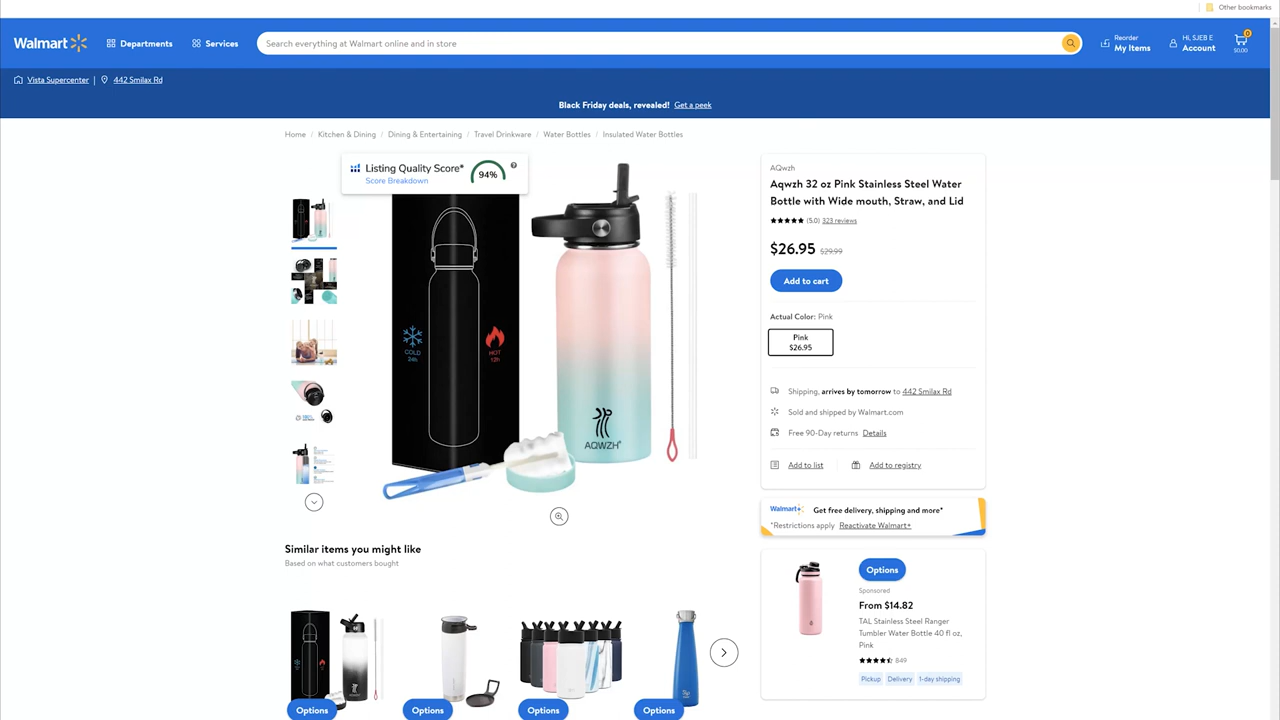 Other bookmarks
Walmart
Departments
Services
Search everything at Walmart online and in store
Reorder
My Items
Hi, SJEB E
Account
0
$0.00
Vista Supercenter | 442 Smilax Rd
Black Friday deals, revealed! Get a peek
Home / Kitchen & Dining / Dining & Entertaining / Travel Drinkware / Water Bottles / Insulated Water Bottles
Listing Quality Score*
Score Breakdown
94%
COLD
24h
HOT
12h
AQWZH®
AQwzh
Aqwzh 32 oz Pink Stainless Steel Water
Bottle with Wide mouth, Straw, and Lid
(5.0) 323 reviews
$26.95 $29.99
Add to cart
Actual Color: Pink
Pink
$26.95
Shipping, arrives by tomorrow to 442 Smilax Rd
Sold and shipped by Walmart.com
Free 90-Day returns Details
Add to list
Add to registry
Walmart
Get free delivery, shipping and more*
*Restrictions apply Reactivate Walmart+
Similar items you might like
Based on what customers bought
Options
Options
Options
Options
Options
Sponsored
From $14.82
TAL Stainless Steel Ranger
Tumbler Water Bottle 40 fl oz,
Pink
849
Pickup Delivery 1-day shipping